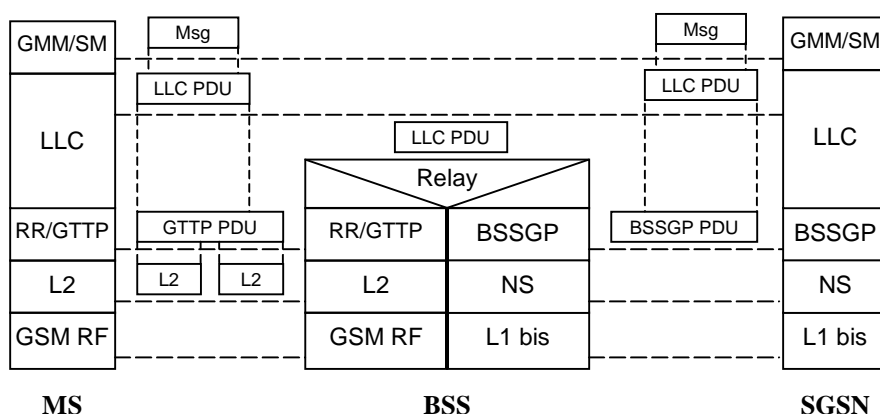 GMM/SM
Msg
Msg
GMM/SM
LLC PDU
LLC PDU
LLC
LLC PDU
LLC
Relay
RR/GTTP
GTTP PDU
RR/GTTP
BSSGP
BSSGP PDU
BSSGP
L2
L2
L2
L2
NS
NS
GSM RF
GSM RF
L1 bis
L1 bis
MS
BSS
SGSN